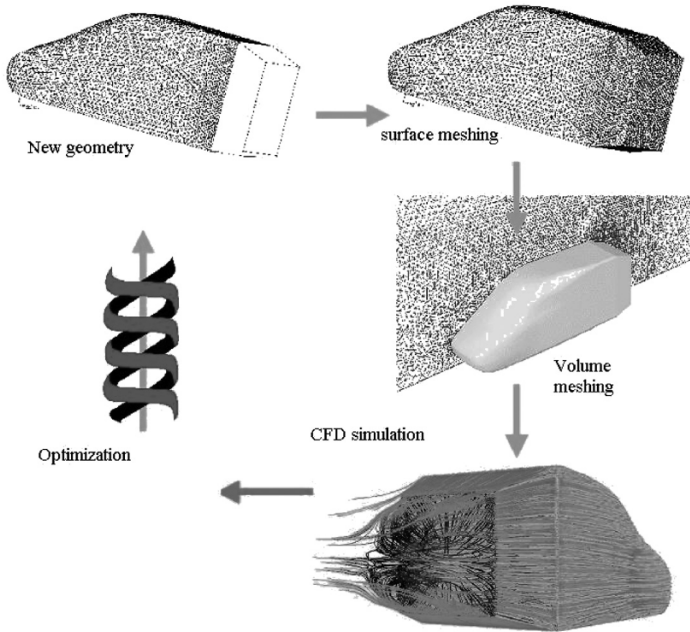 New geometry
surface meshing
Volume
meshing
CFD simulation
Optimization